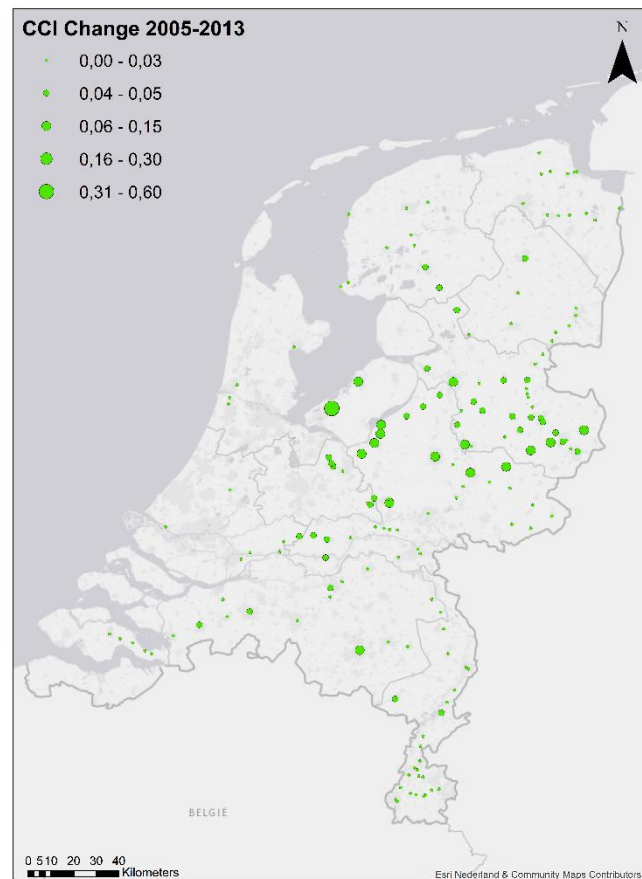 CCI Change 2005-2013
0,00 - 0,03
0,04 - 0,05
0,06 - 0,15
0,16 - 0,30
0,31 - 0,60
N
BELGIË
0 5 10 20 30 40
Kilometers
Esri Nederland & Community Maps Contributors